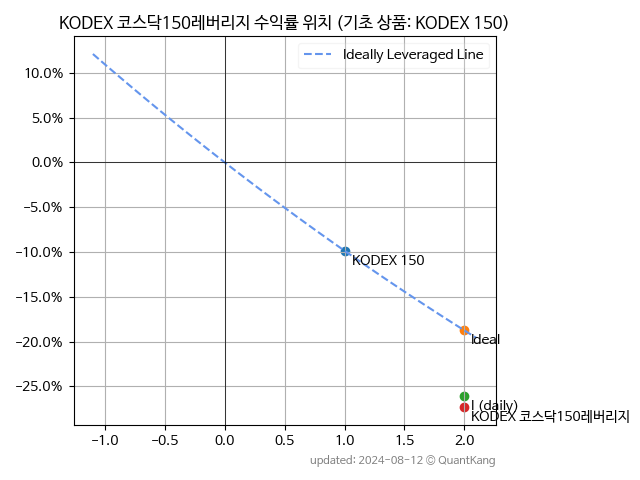 KODEX 코스닥150레버리지 수익률 위치 (기초 상품: KODEX 150)
Ideally Leveraged Line
10.0%
5.0%
0.0%
−5.0%
−10.0%
−15.0%
−20.0%
−25.0%
KODEX 150
Ideal
I (daily)
KODEX 코스닥150레버리지
−1.0 −0.5 0.0 0.5 1.0 1.5 2.0
updated: 2024-08-12 © QuantKang